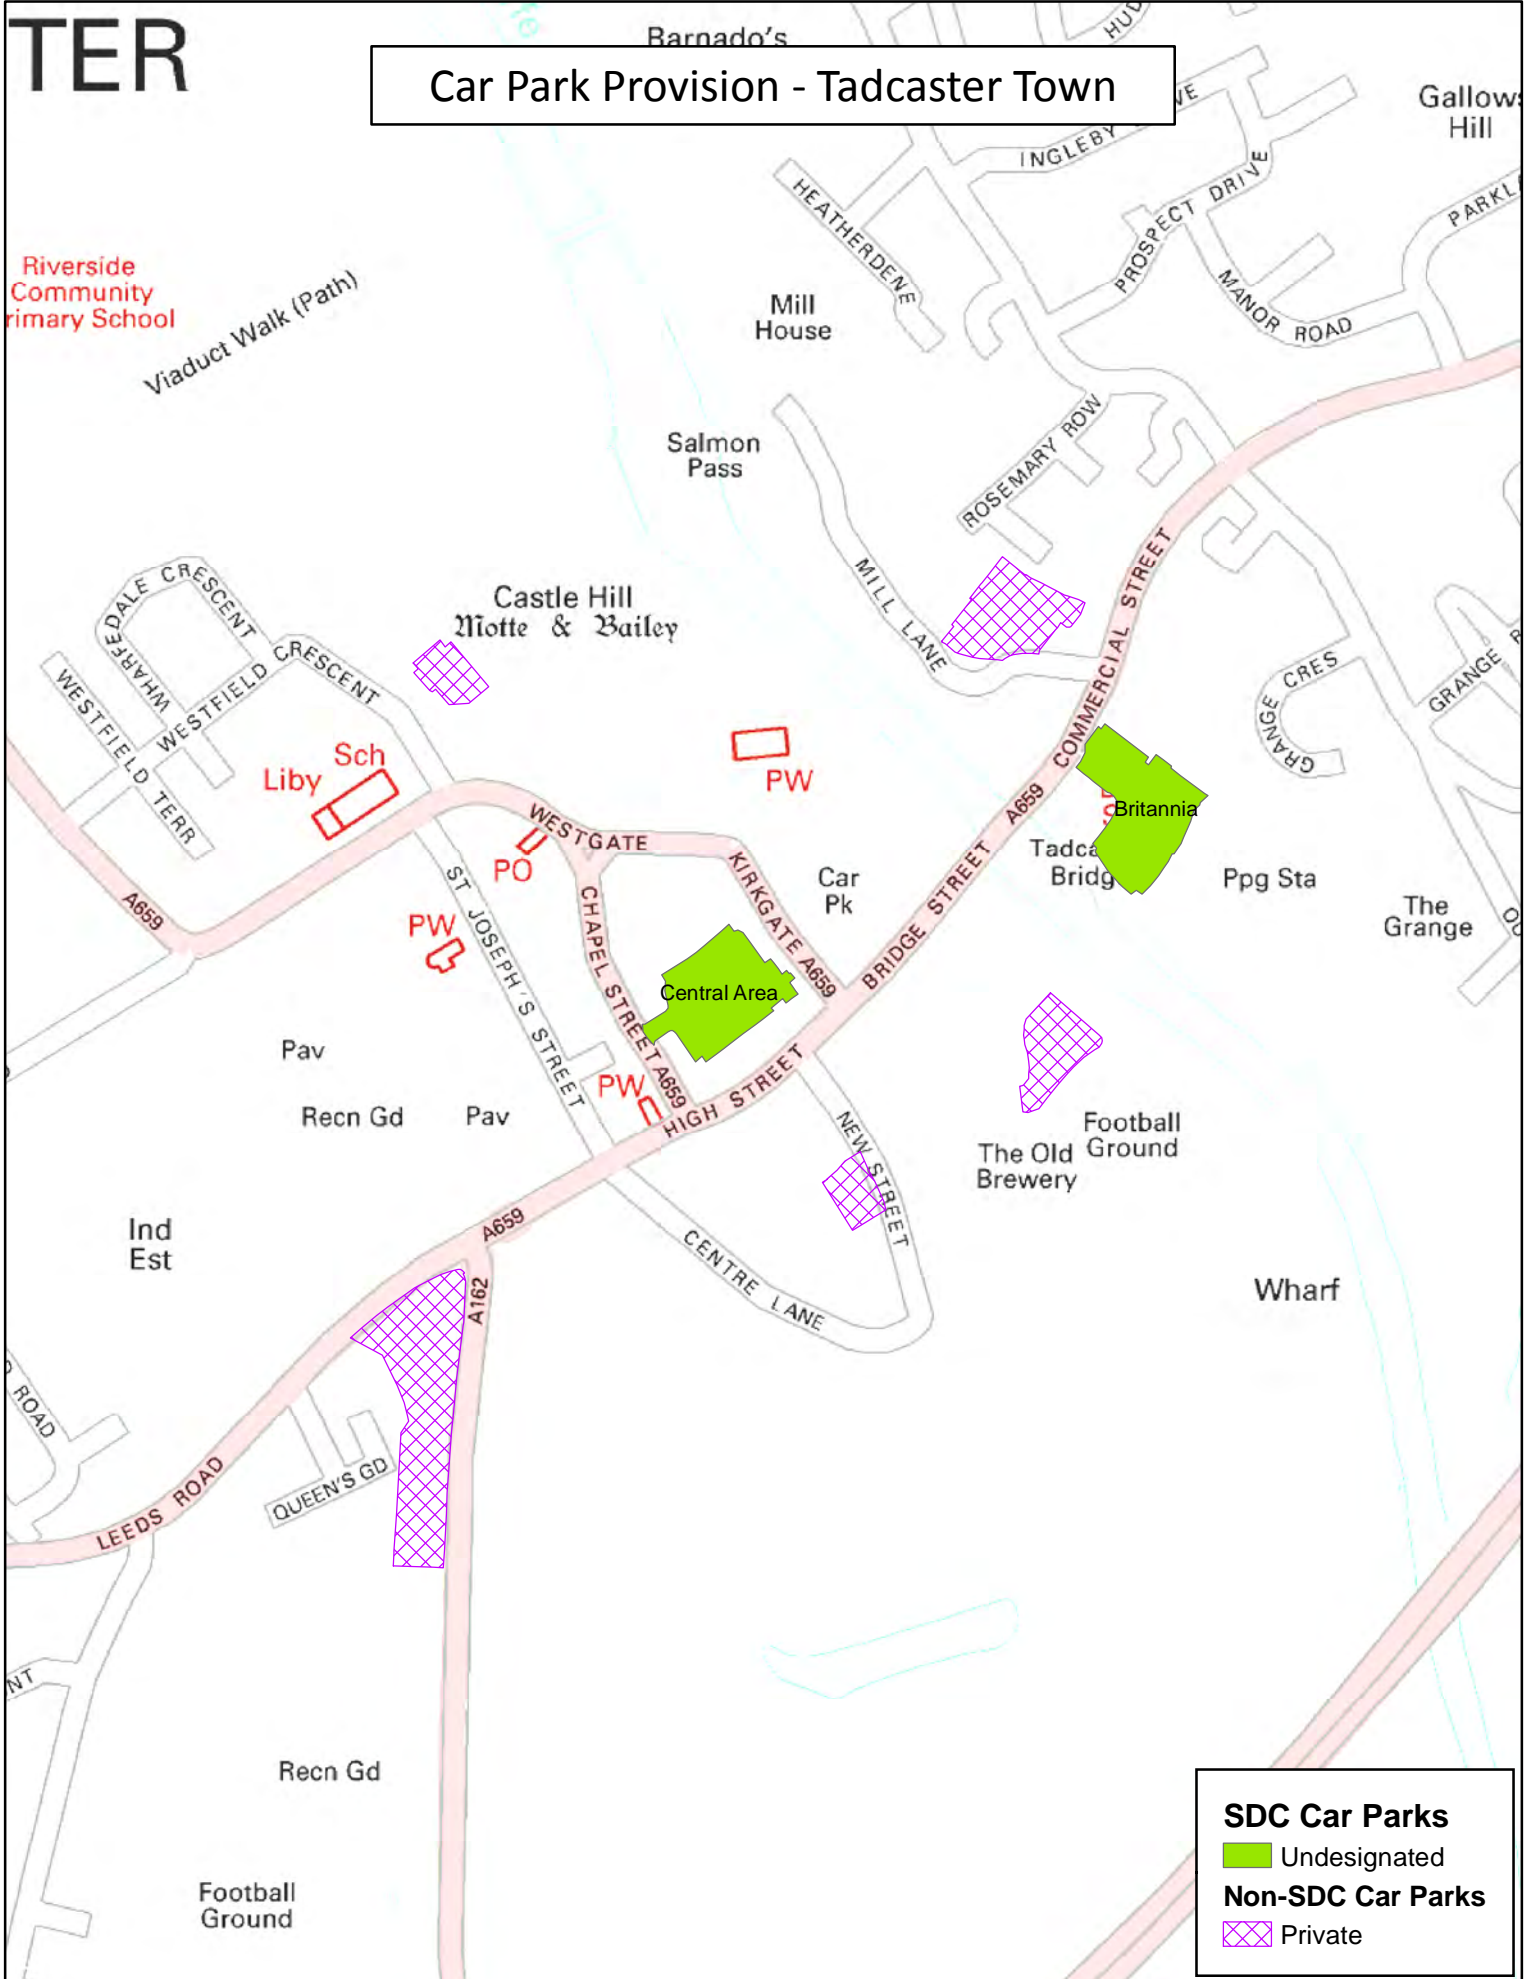 TER
Barnado's
HUD
Car Park Provision - Tadcaster Town
VE
INGLEBY
Gallows
Hill
HEATHERDENE
PROSPECT DRIVE
PARKL
MANOR ROAD
Riverside
Community
rimary School
Viaduct Walk (Path)
Mill
House
Salmon
Pass
ROSEMARY ROW
MILL LANE
COMMERCIAL STREET
Castle Hill
Motte & Bailey
WHARFEDALE CRESCENT
WESTFIELD CRESCENT
WESTFIELD TERR
GRANGE CRES
GRANGE R
Sch
Liby
PW
WESTGATE
PO
A659
Britannia
Tadca
Bridg
Ppg Sta
The
Grange
Car
Pk
KIRKGATE A659
BRIDGE STREET
A659
ST JOSEPH'S STREET
CHAPEL STREET A659
PW
Central Area
Pav
Recn Gd
Pav
PW
HIGH STREET
NEW STREET
The Old
Brewery
Football
Ground
Ind
Est
A659
CENTRE LANE
Wharf
A162
ROAD
QUEEN'S GD
LEEDS ROAD
NT
Recn Gd
Football
Ground
SDC Car Parks
Undesignated
Non-SDC Car Parks
Private